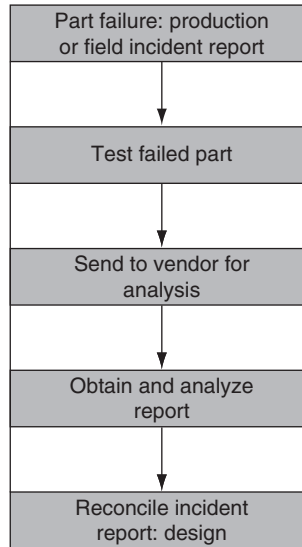 Part failure: production
or field incident report
Test failed part
Send to vendor for
analysis
Obtain and analyze
report
Reconcile incident
report: design